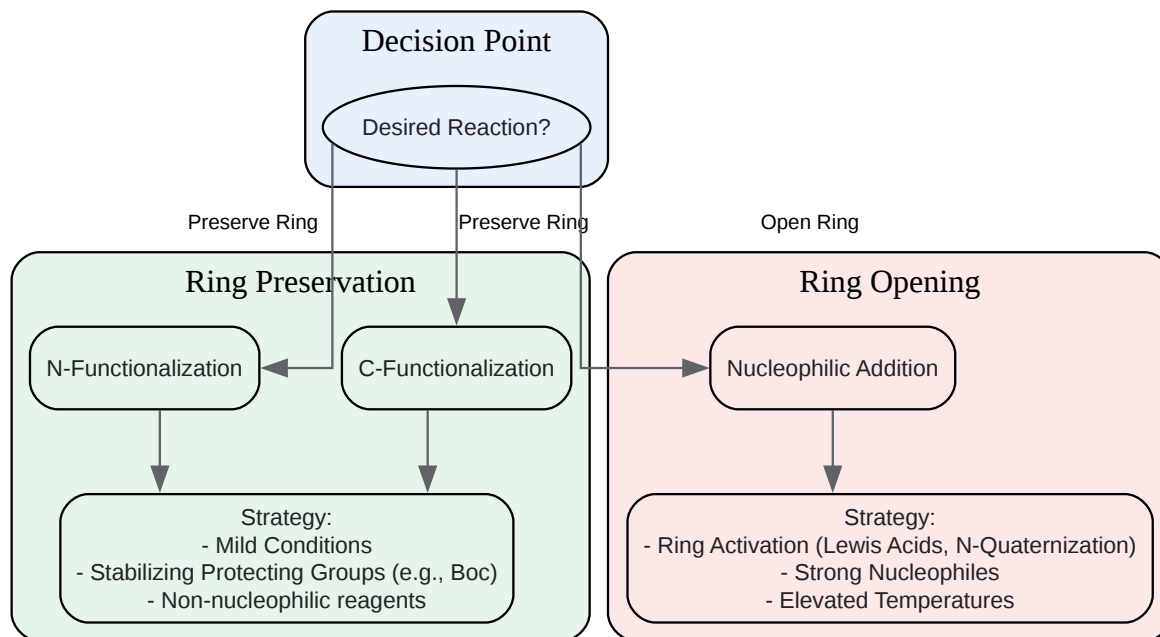 Decision Point
Desired Reaction?
Preserve Ring
Preserve Ring
Open Ring
Ring Preservation
Ring Opening
N-Functionalization
C-Functionalization
Nucleophilic Addition
Strategy:
- Mild Conditions
- Stabilizing Protecting Groups (e.g., Boc)
- Non-nucleophilic reagents
Strategy:
- Ring Activation (Lewis Acids, N-Quaternization)
- Strong Nucleophiles
- Elevated Temperatures